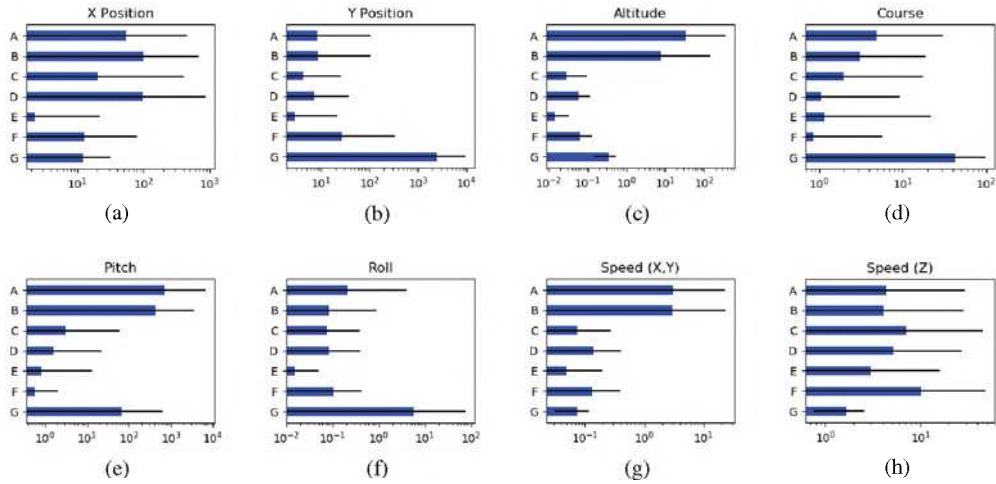 X Position
A
B
C
D
E
F
G
10¹ 10² 10³
(a)
Y Position
A
B
C
D
E
F
G
10¹ 10² 10³ 10⁴
(b)
Altitude
A
B
C
D
E
F
G
10⁻² 10⁻¹ 10⁰ 10¹ 10²
(c)
Course
A
B
C
D
E
F
G
10⁰ 10¹ 10²
(d)
Pitch
A
B
C
D
E
F
G
10⁰ 10¹ 10² 10³ 10⁴
(e)
Roll
A
B
C
D
E
F
G
10⁻² 10⁻¹ 10⁰ 10¹ 10²
(f)
Speed (X,Y)
A
B
C
D
E
F
G
10⁻¹ 10⁰ 10¹
(g)
Speed (Z)
A
B
C
D
E
F
G
10⁰ 10¹
(h)